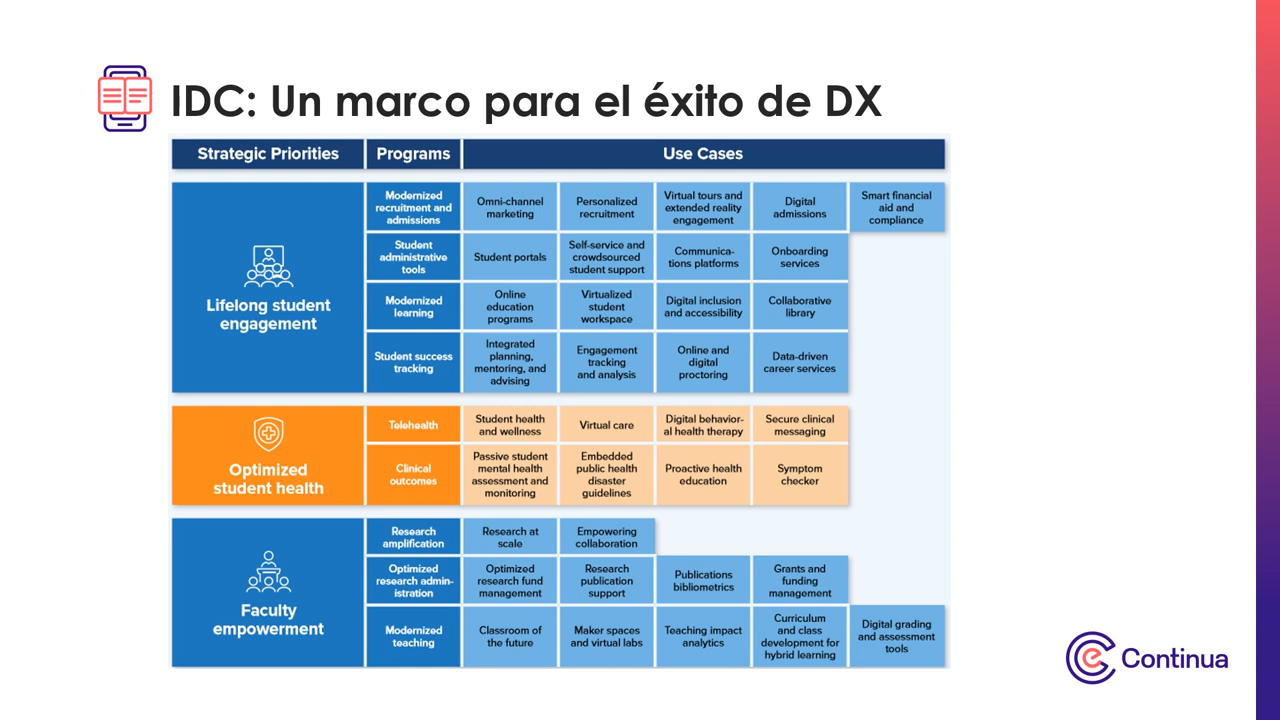 IDC: Un marco para el éxito de DX
Strategic Priorities
Programs
Use Cases
Lifelong student
engagement
Modernized
recruitment and
admissions
Omni-channel
marketing
Personalized
recruitment
Virtual tours and
extended reality
engagement
Digital
admissions
Smart financial
aid and
compliance
Student
administrative
tools
Student portals
Self-service and
crowdsourced
student support
Communica-
tions platforms
Onboarding
services
Modernized
learning
Online
education
programs
Virtualized
student
workspace
Digital inclusion
and accessibility
Collaborative
library
Student success
tracking
Integrated
planning,
mentoring, and
advising
Engagement
tracking
and analysis
Online and
digital
proctoring
Data-driven
career services
Optimized
student health
Telehealth
Student health
and wellness
Virtual care
Digital behavior-
al health therapy
Secure clinical
messaging
Clinical
outcomes
Passive student
mental health
assessment and
monitoring
Embedded
public health
disaster
guidelines
Proactive health
education
Symptom
checker
Faculty
empowerment
Research
amplification
Research at
scale
Empowering
collaboration
Optimized
research admin-
istration
Optimized
research fund
management
Research
publication
support
Publications
bibliometrics
Grants and
funding
management
Modernized
teaching
Classroom of
the future
Maker spaces
and virtual labs
Teaching impact
analytics
Curriculum
and class
development for
hybrid learning
Digital grading
and assessment
tools
Continua